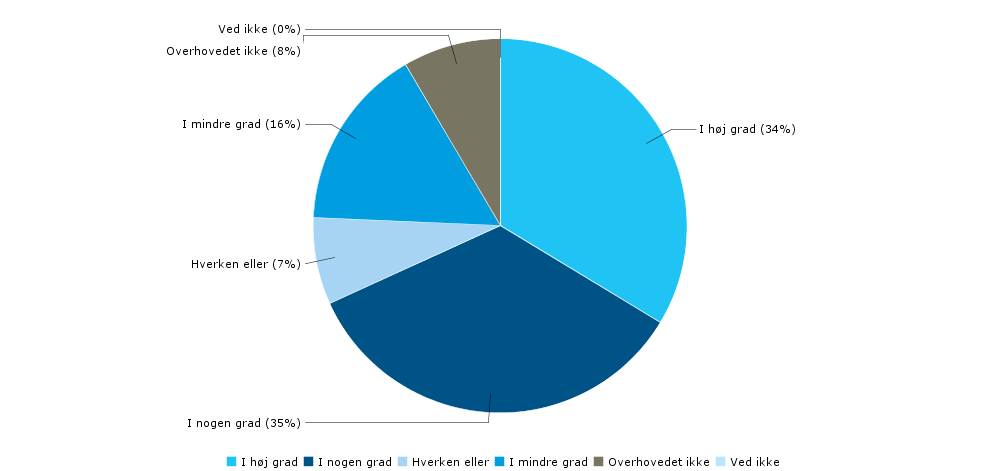 Ved ikke (0%)
Overhovedet ikke (8%)
I mindre grad (16%)
I høj grad (34%)
Hverken eller (7%)
I nogen grad (35%)
I høj grad I nogen grad Hverken eller I mindre grad Overhovedet ikke Ved ikke